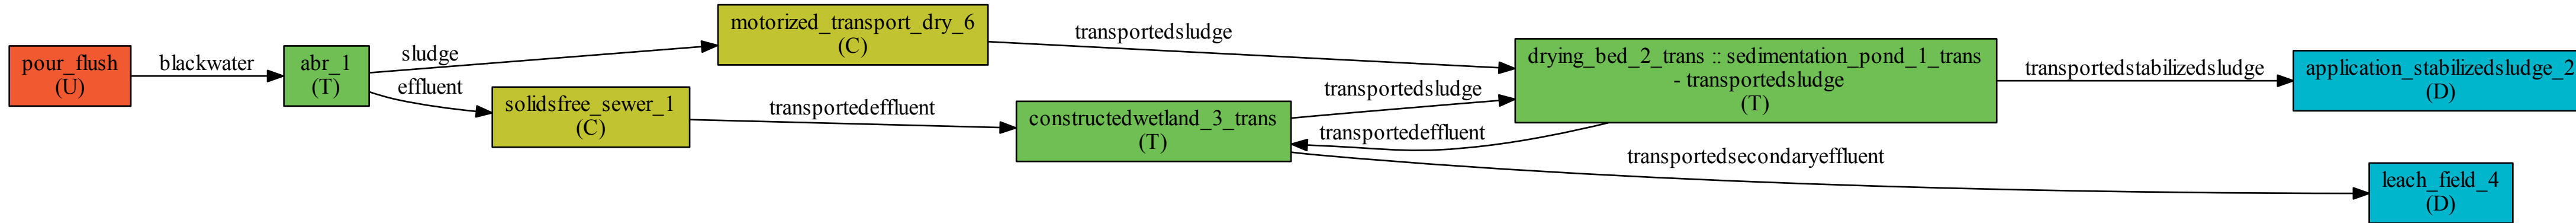 pour_flush
(U)
blackwater
abr_1
(T)
sludge
effluent
motorized_transport_dry_6
(C)
solidsfree_sewer_1
(C)
transportedsludge
transportedeffluent
constructedwetland_3_trans
(T)
transportedsludge
transportedeffluent
drying_bed_2_trans :: sedimentation_pond_1_trans
- transportedsludge
(T)
transportedsecondaryeffluent
transportedstabilizedsludge
application_stabilizedsludge_2
(D)
leach_field_4
(D)